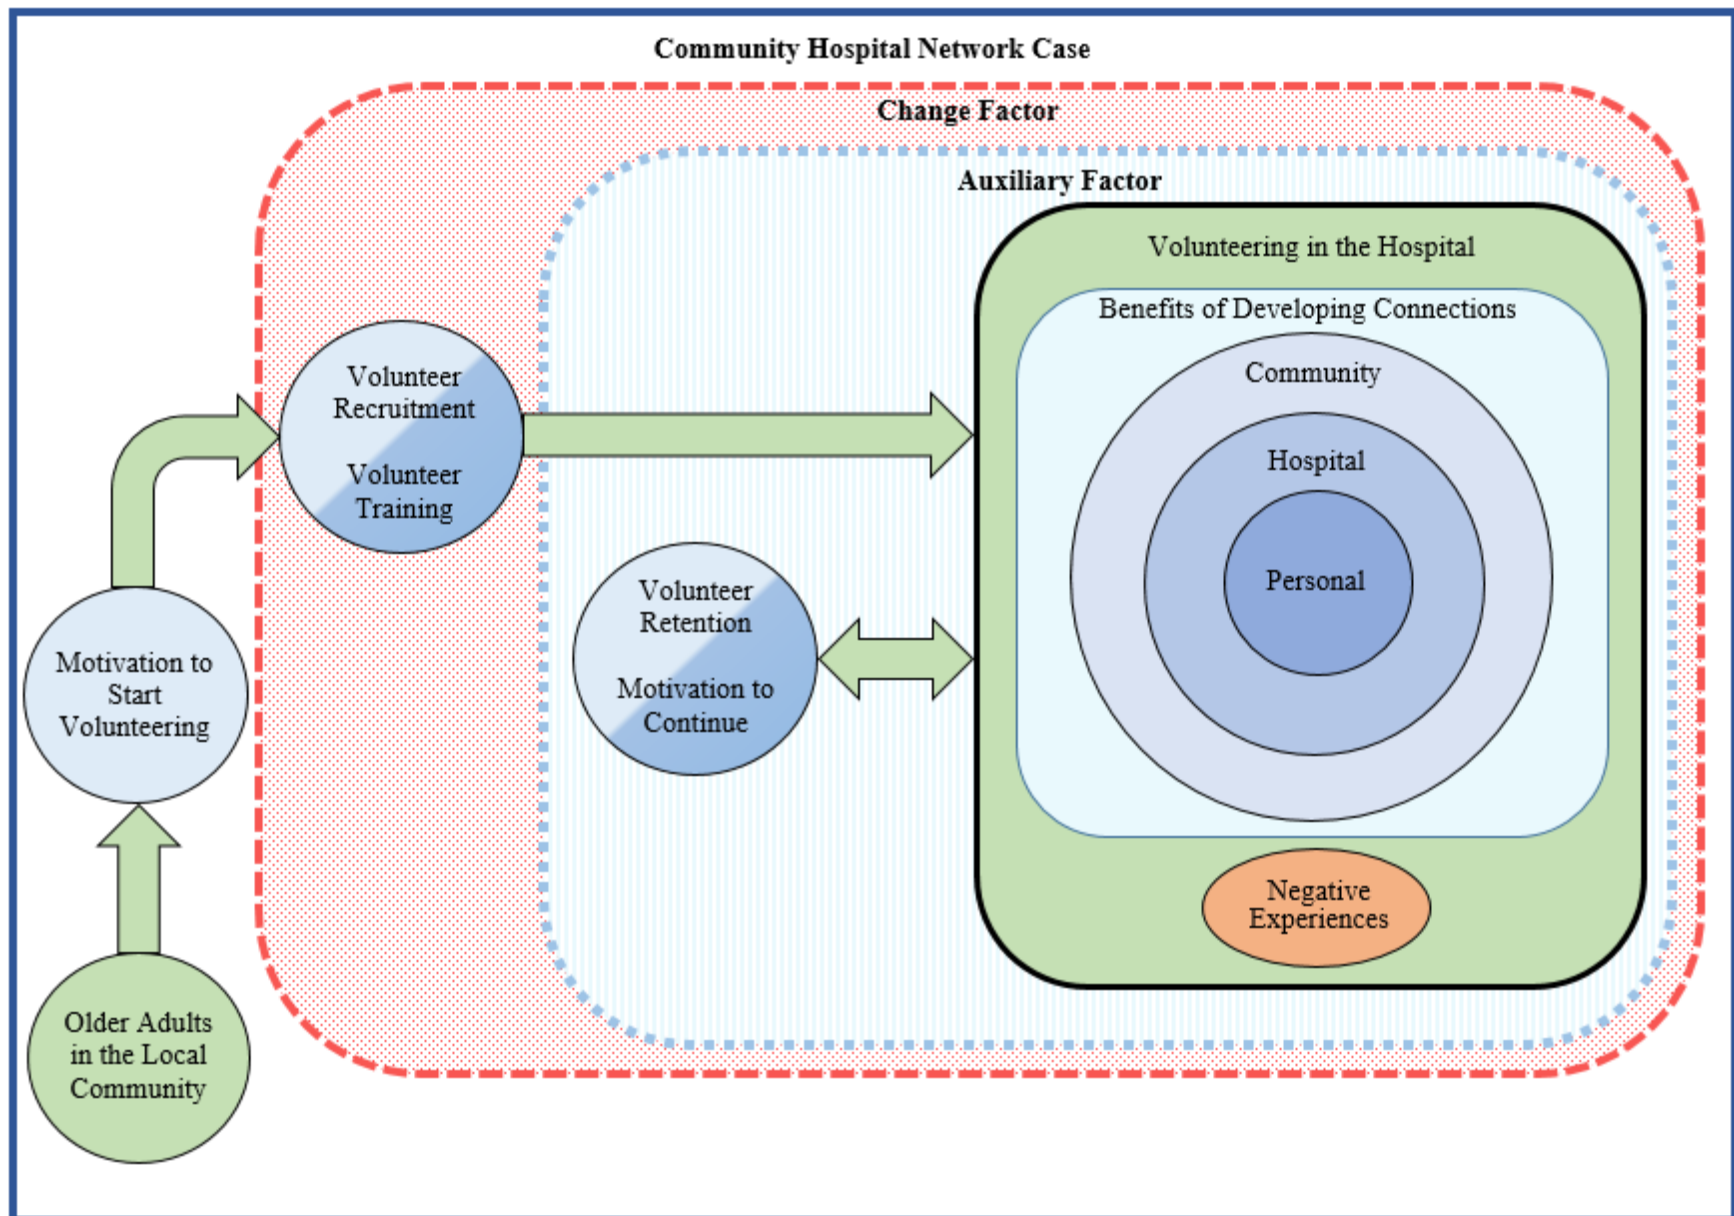 Community Hospital Network Case
Change Factor
Auxiliary Factor
Volunteering in the Hospital
Benefits of Developing Connections
Community
Hospital
Personal
Negative
Experiences
Volunteer
Recruitment
Volunteer
Training
Volunteer
Retention
Motivation to
Continue
Motivation to
Start
Volunteering
Older Adults
in the Local
Community